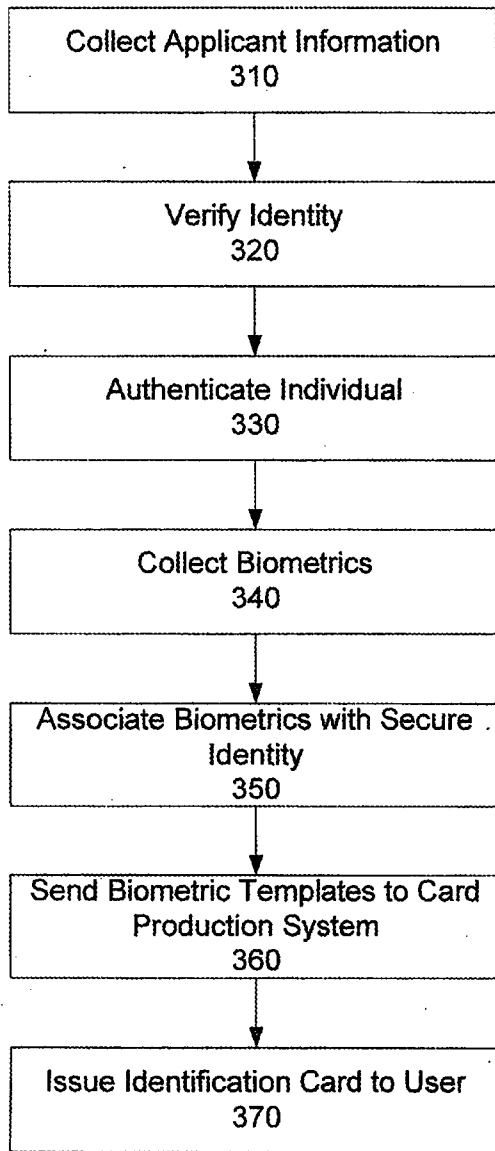 Collect Applicant Information
310
Verify Identity
320
Authenticate Individual
330
Collect Biometrics
340
Associate Biometrics with Secure
Identity
350
Send Biometric Templates to Card
Production System
360
Issue Identification Card to User
370